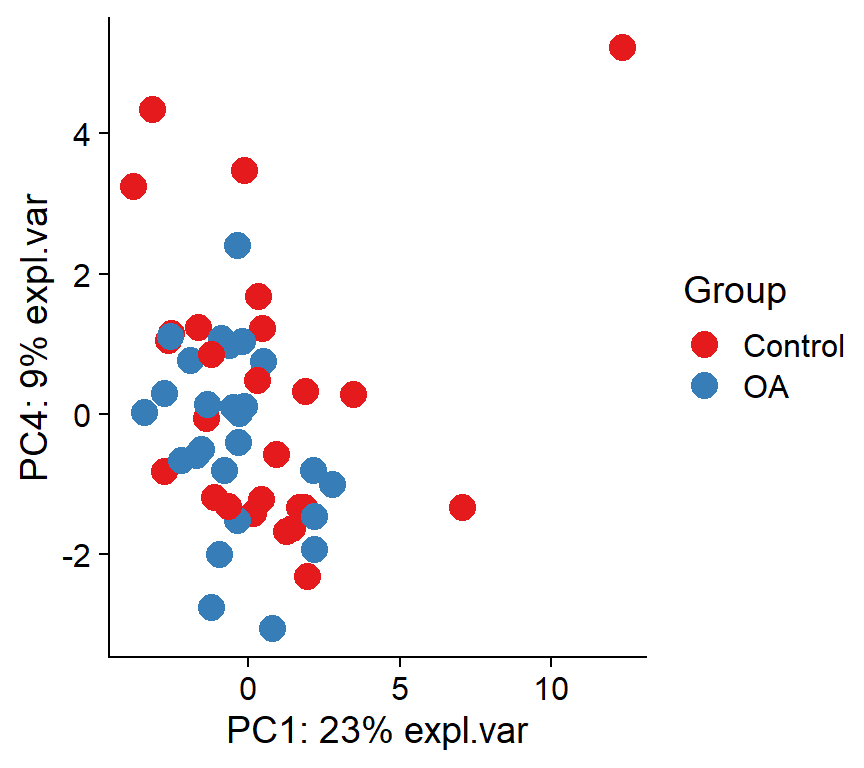 PC4: 9% expl.var
4
2
0
-2
0 5 10
PC1: 23% expl.var
Group
Control
OA